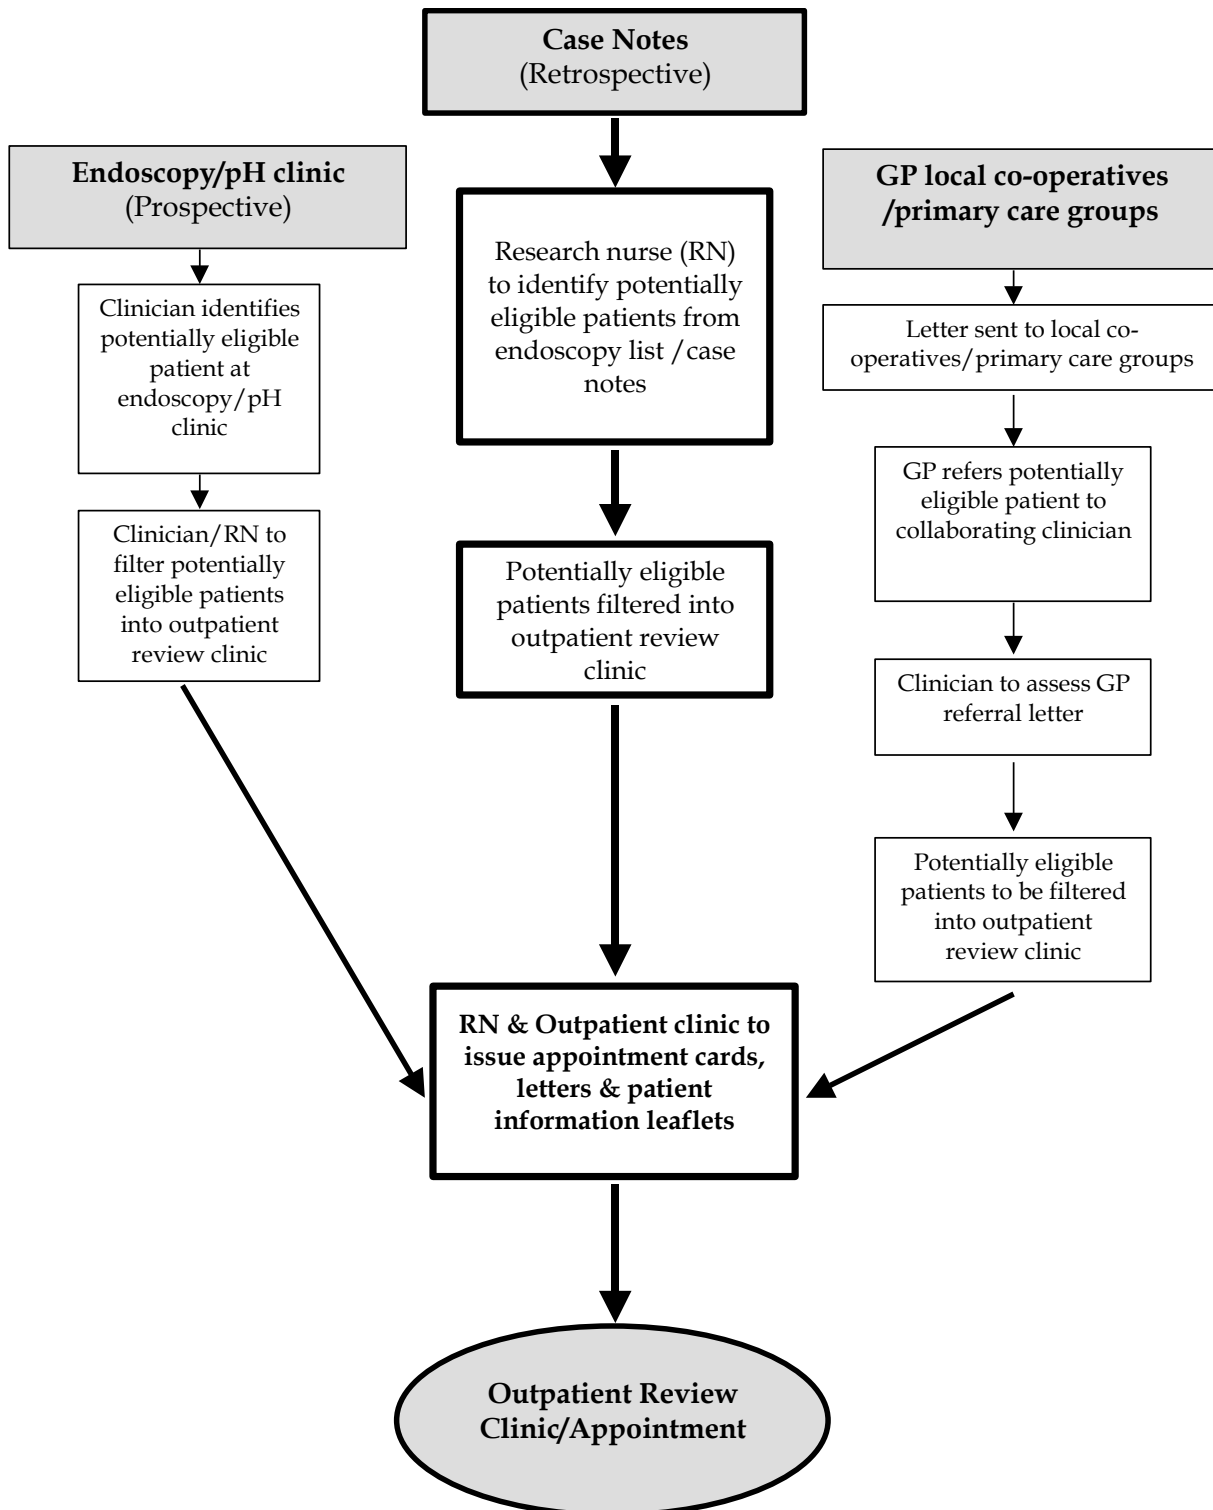 Case Notes
(Retrospective)
Endoscopy/pH clinic
(Prospective)
Clinician identifies
potentially eligible
patient at
endoscopy/pH
clinic
Clinician/RN to
filter potentially
eligible patients
into outpatient
review clinic
Research nurse (RN)
to identify potentially
eligible patients from
endoscopy list /case
notes
Potentially eligible
patients filtered into
outpatient review
clinic
GP local co-operatives
/primary care groups
Letter sent to local co-
operatives/primary care groups
GP refers potentially
eligible patient to
collaborating clinician
Clinician to assess GP
referral letter
Potentially eligible
patients to be filtered
into outpatient
review clinic
RN & Outpatient clinic to
issue appointment cards,
letters & patient
information leaflets
Outpatient Review
Clinic/Appointment